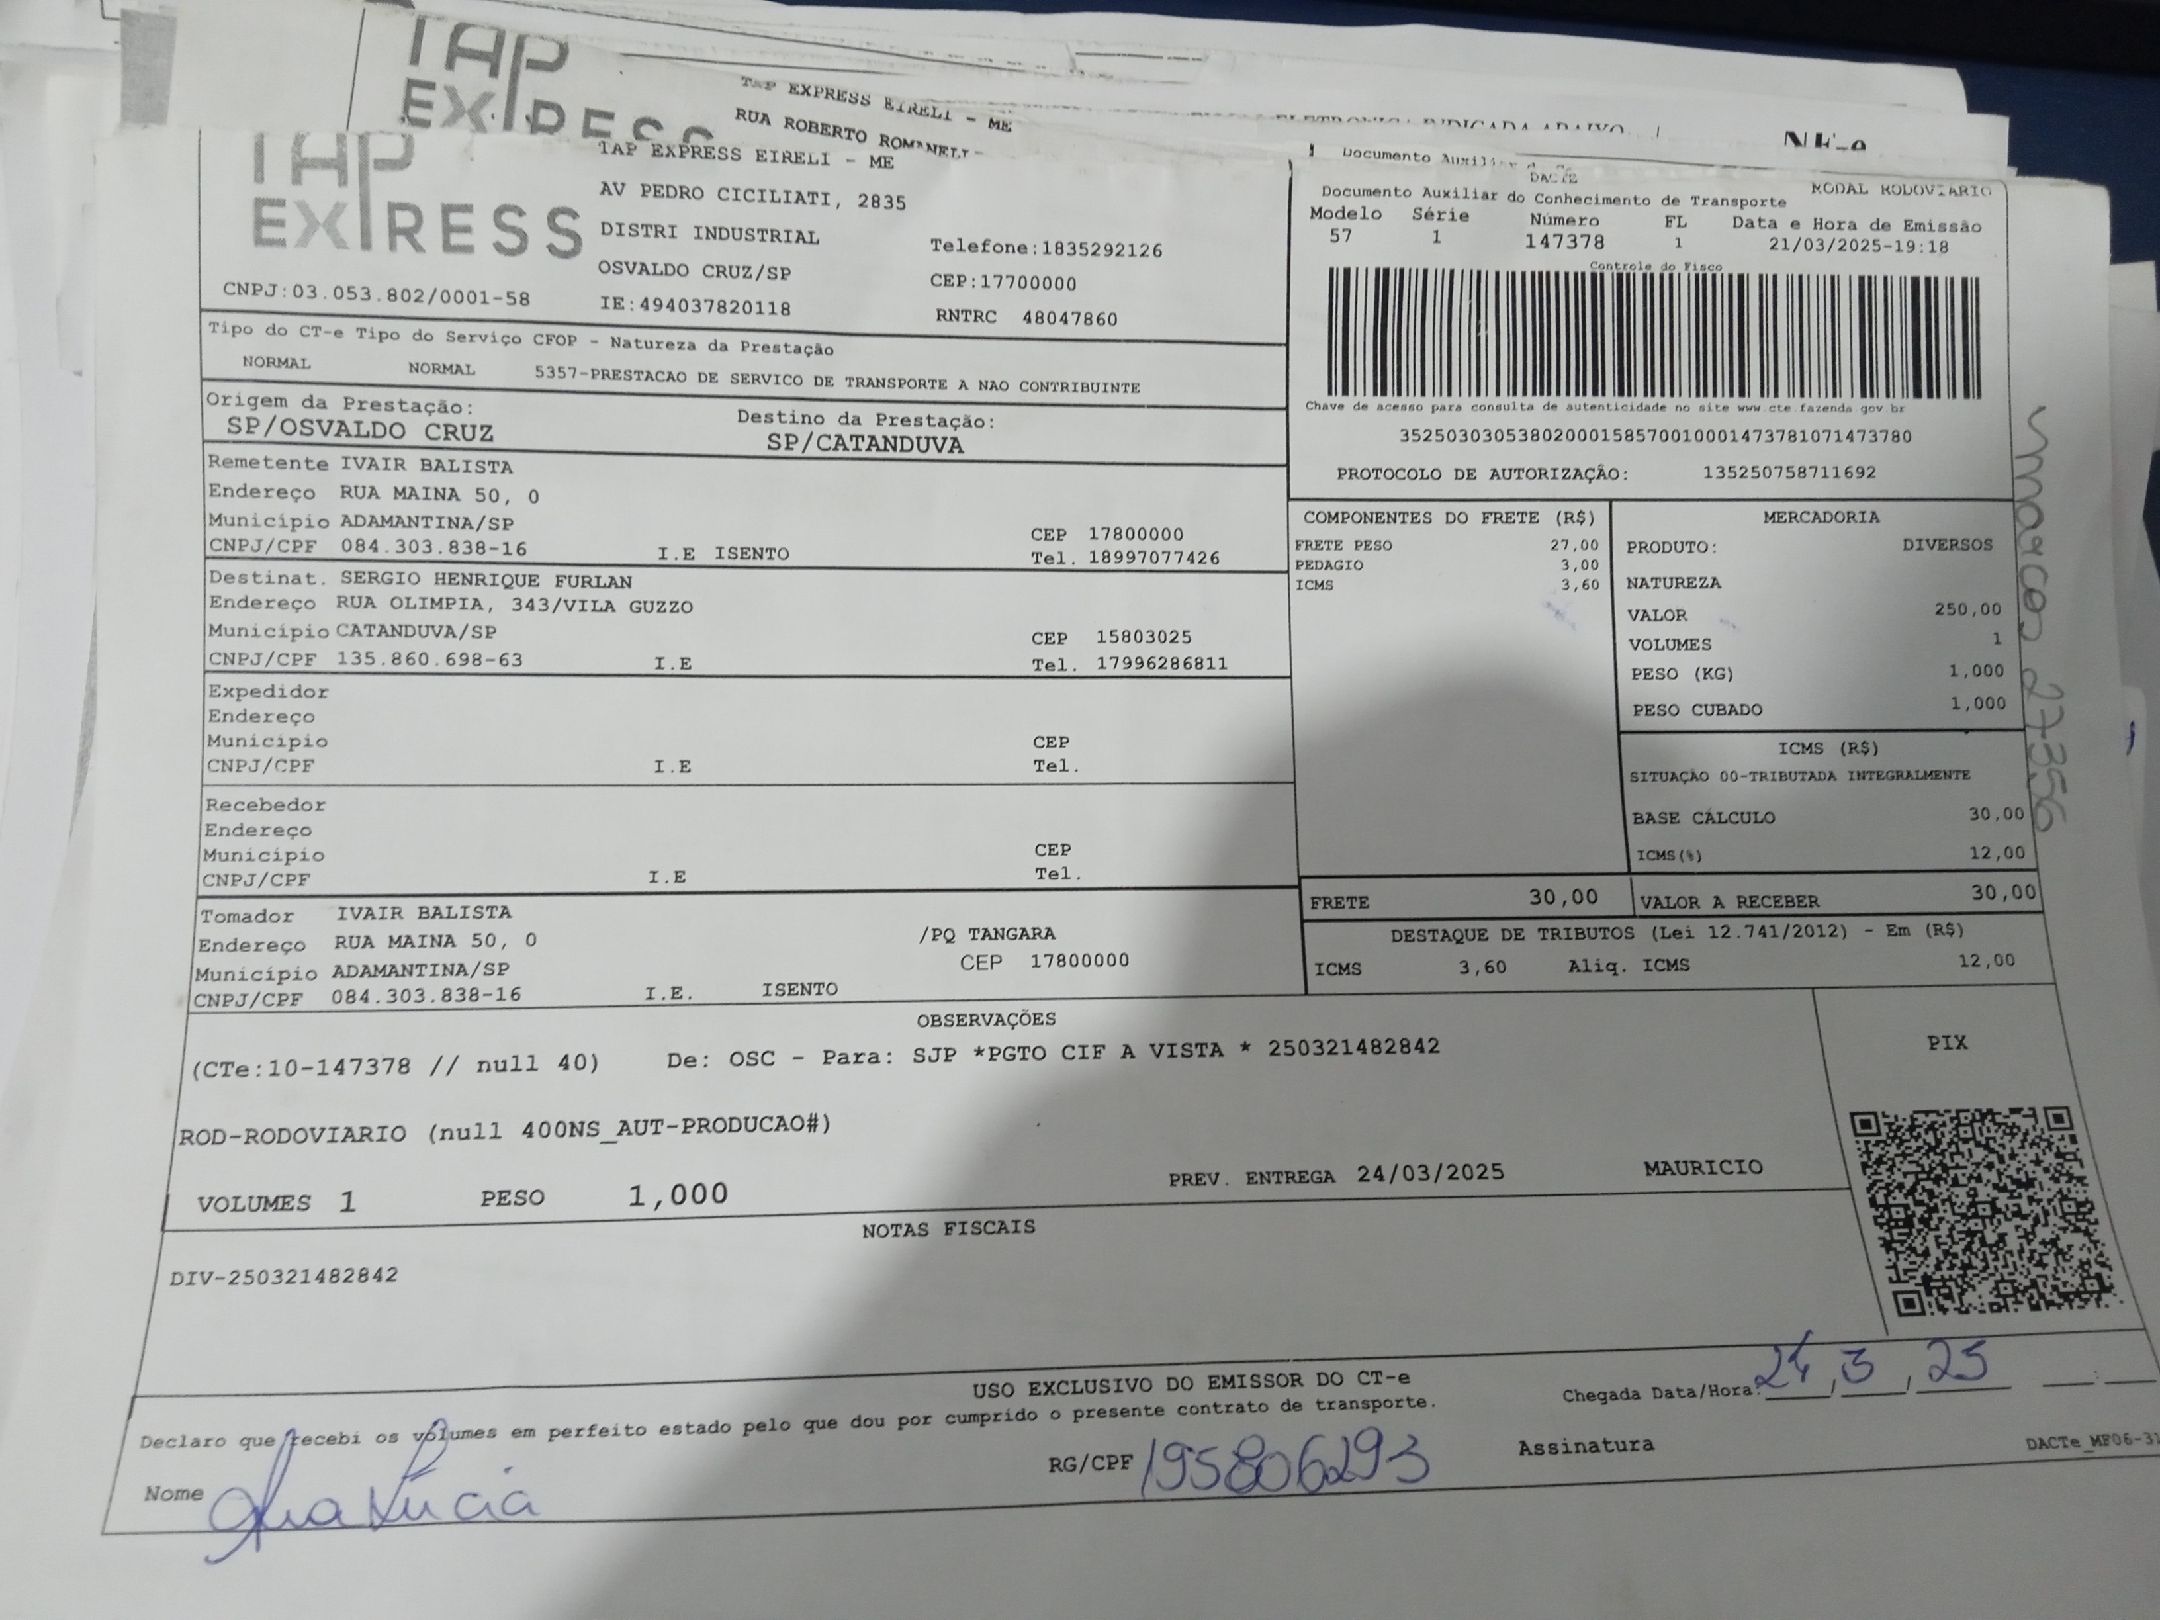 TAP
EXPRESS
TAP EXPRESS EIRELI - ME
RUA ROBERTO ROMANELI-
NF-e
TAP
EXPRESS
CNPJ:03.053.802/0001-58
TAP EXPRESS EIRELI - ME
AV PEDRO CICILIATI, 2835
DISTRI INDUSTRIAL
OSVALDO CRUZ/SP
IE:494037820118
Telefone:1835292126
CEP:17700000
RNTRC 48047860
Documento Auxiliar
DACTE
MODAL RODOVIARIO
Documento Auxiliar do Conhecimento de Transporte
Modelo Série Número FL Data e Hora de Emissão
57 1 147378 1 21/03/2025-19:18
Controle do Fisco
Chave de acesso para consulta de autenticidade no site www.cte.fazenda gov br
35250303053802000158570010001473781071473780
PROTOCOLO DE AUTORIZAÇÃO: 135250758711692
Tipo do CT-e Tipo do Serviço CFOP - Natureza da Prestação
NORMAL NORMAL 5357-PRESTACAO DE SERVICO DE TRANSPORTE A NAO CONTRIBUINTE
Origem da Prestação: Destino da Prestação:
SP/OSVALDO CRUZ SP/CATANDUVA
Remetente IVAIR BALISTA
Endereço RUA MAINA 50, 0
Município ADAMANTINA/SP CEP 17800000
CNPJ/CPF 084.303.838-16 I.E ISENTO Tel. 18997077426
Destinat. SERGIO HENRIQUE FURLAN
Endereço RUA OLIMPIA, 343/VILA GUZZO
Município CATANDUVA/SP CEP 15803025
CNPJ/CPF 135.860.698-63 I.E Tel. 17996286811
Expedidor
Endereço
Município CEP
CNPJ/CPF I.E Tel.
Recebedor
Endereço
Município CEP
CNPJ/CPF I.E Tel.
Tomador IVAIR BALISTA
Endereço RUA MAINA 50, 0 /PQ TANGARA
Município ADAMANTINA/SP CEP 17800000
CNPJ/CPF 084.303.838-16 I.E. ISENTO
COMPONENTES DO FRETE (R$)
FRETE PESO 27,00
PEDAGIO 3,00
ICMS 3,60
MERCADORIA
PRODUTO: DIVERSOS
NATUREZA
VALOR 250,00
VOLUMES 1
PESO (KG) 1,000
PESO CUBADO 1,000
ICMS (R$)
SITUAÇÃO 00-TRIBUTADA INTEGRALMENTE
BASE CÁLCULO 30,00
ICMS(%) 12,00
FRETE 30,00 VALOR A RECEBER 30,00
DESTAQUE DE TRIBUTOS (Lei 12.741/2012) - Em (R$)
ICMS 3,60 Aliq. ICMS 12,00
marcos 27356
OBSERVAÇÕES
(CTe:10-147378 // null 40) De: OSC - Para: SJP *PGTO CIF A VISTA * 250321482842
ROD-RODOVIARIO (null 400NS_AUT-PRODUCAO#)
VOLUMES 1 PESO 1,000 PREV. ENTREGA 24/03/2025 MAURICIO
PIX
NOTAS FISCAIS
DIV-250321482842
USO EXCLUSIVO DO EMISSOR DO CT-e
Chegada Data/Hora: 24, 3, 25 :
Declaro que recebi os volumes em perfeito estado pelo que dou por cumprido o presente contrato de transporte.
Nome Ana Lucia RG/CPF 195806293 Assinatura
DACTe_MF06-31